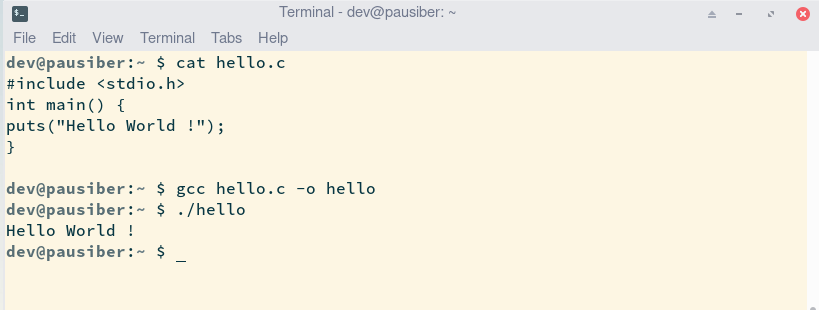 Terminal - dev@pausiber: ~
File Edit View Terminal Tabs Help
dev@pausiber:~ $ cat hello.c
#include <stdio.h>
int main() {
puts("Hello World !");
}
dev@pausiber:~ $ gcc hello.c -o hello
dev@pausiber:~ $ ./hello
Hello World !
dev@pausiber:~ $ _